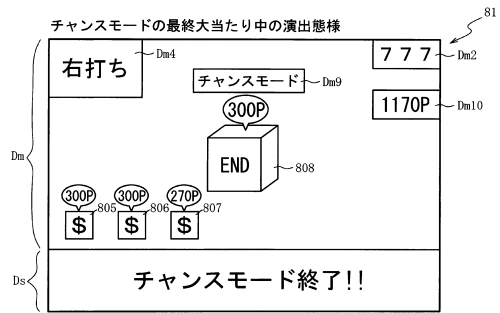 チャンスモードの最終大当たり中の演出態様
81
右打ち
Dm4
777
Dm2
チャンスモード
Dm9
300P
1170P
Dm10
Dm
END
808
300P
300P
270P
$
805
$
806
$
807
Ds
チャンスモード終了!!